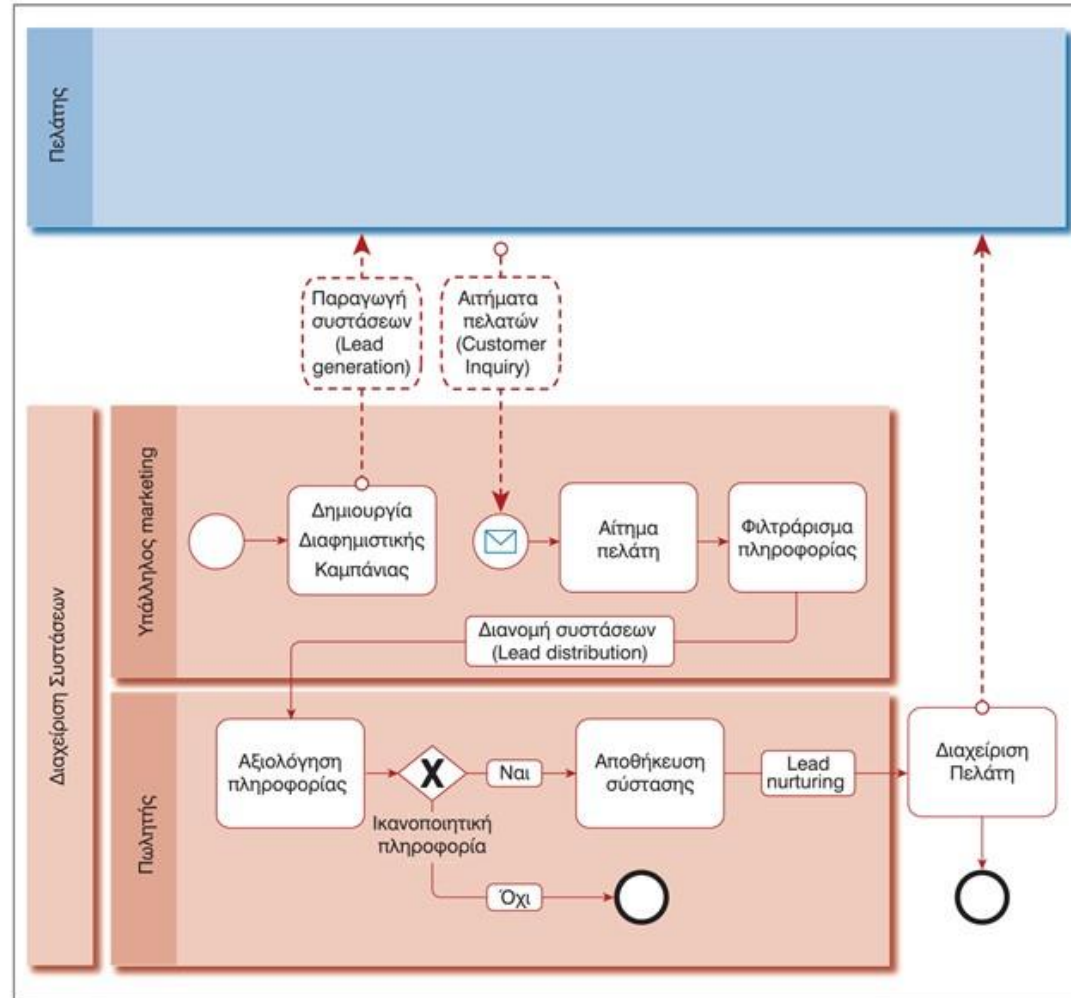 Πελάτης
Παραγωγή
συστάσεων
(Lead
generation)
Αιτήματα
πελατών
(Customer
Inquiry)
Διαχείριση Συστάσεων
Υπάλληλος marketing
Δημιουργία
Διαφημιστικής
Καμπάνιας
Αίτημα
πελάτη
Φιλτράρισμα
πληροφορίας
Διανομή συστάσεων
(Lead distribution)
Πωλητής
Αξιολόγηση
πληροφορίας
X
Ναι
Ικανοποιητική
πληροφορία
Όχι
Αποθήκευση
σύστασης
Lead
nurturing
Διαχείριση
Πελάτη